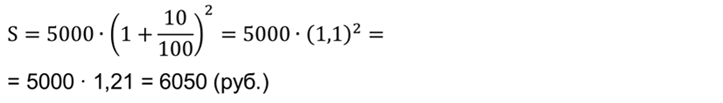 S = 5000 · (1 + 10/100)² = 5000 · (1,1)² =
= 5000 · 1,21 = 6050 (руб.)